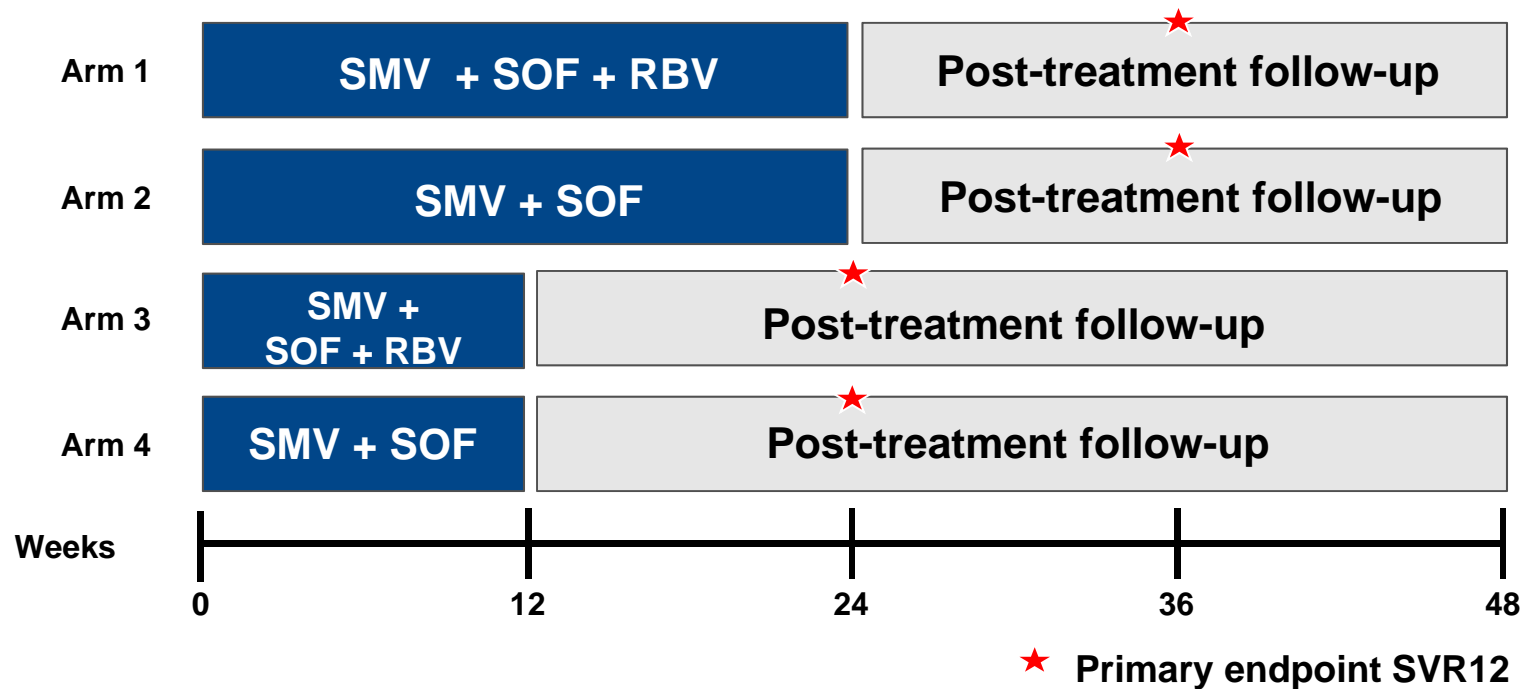 Arm 1
SMV + SOF + RBV
Post-treatment follow-up
Arm 2
SMV + SOF
Post-treatment follow-up
Arm 3
SMV +
SOF + RBV
Post-treatment follow-up
Arm 4
SMV + SOF
Post-treatment follow-up
Weeks
0 12 24 36 48
Primary endpoint SVR12